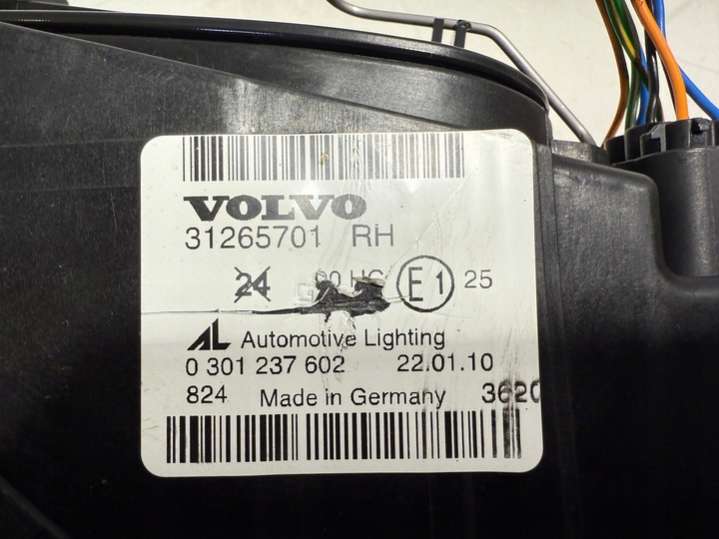 VOLVO
31265701 RH
24 E1 25
AL Automotive Lighting
0 301 237 602 22.01.10
824 Made in Germany 3620